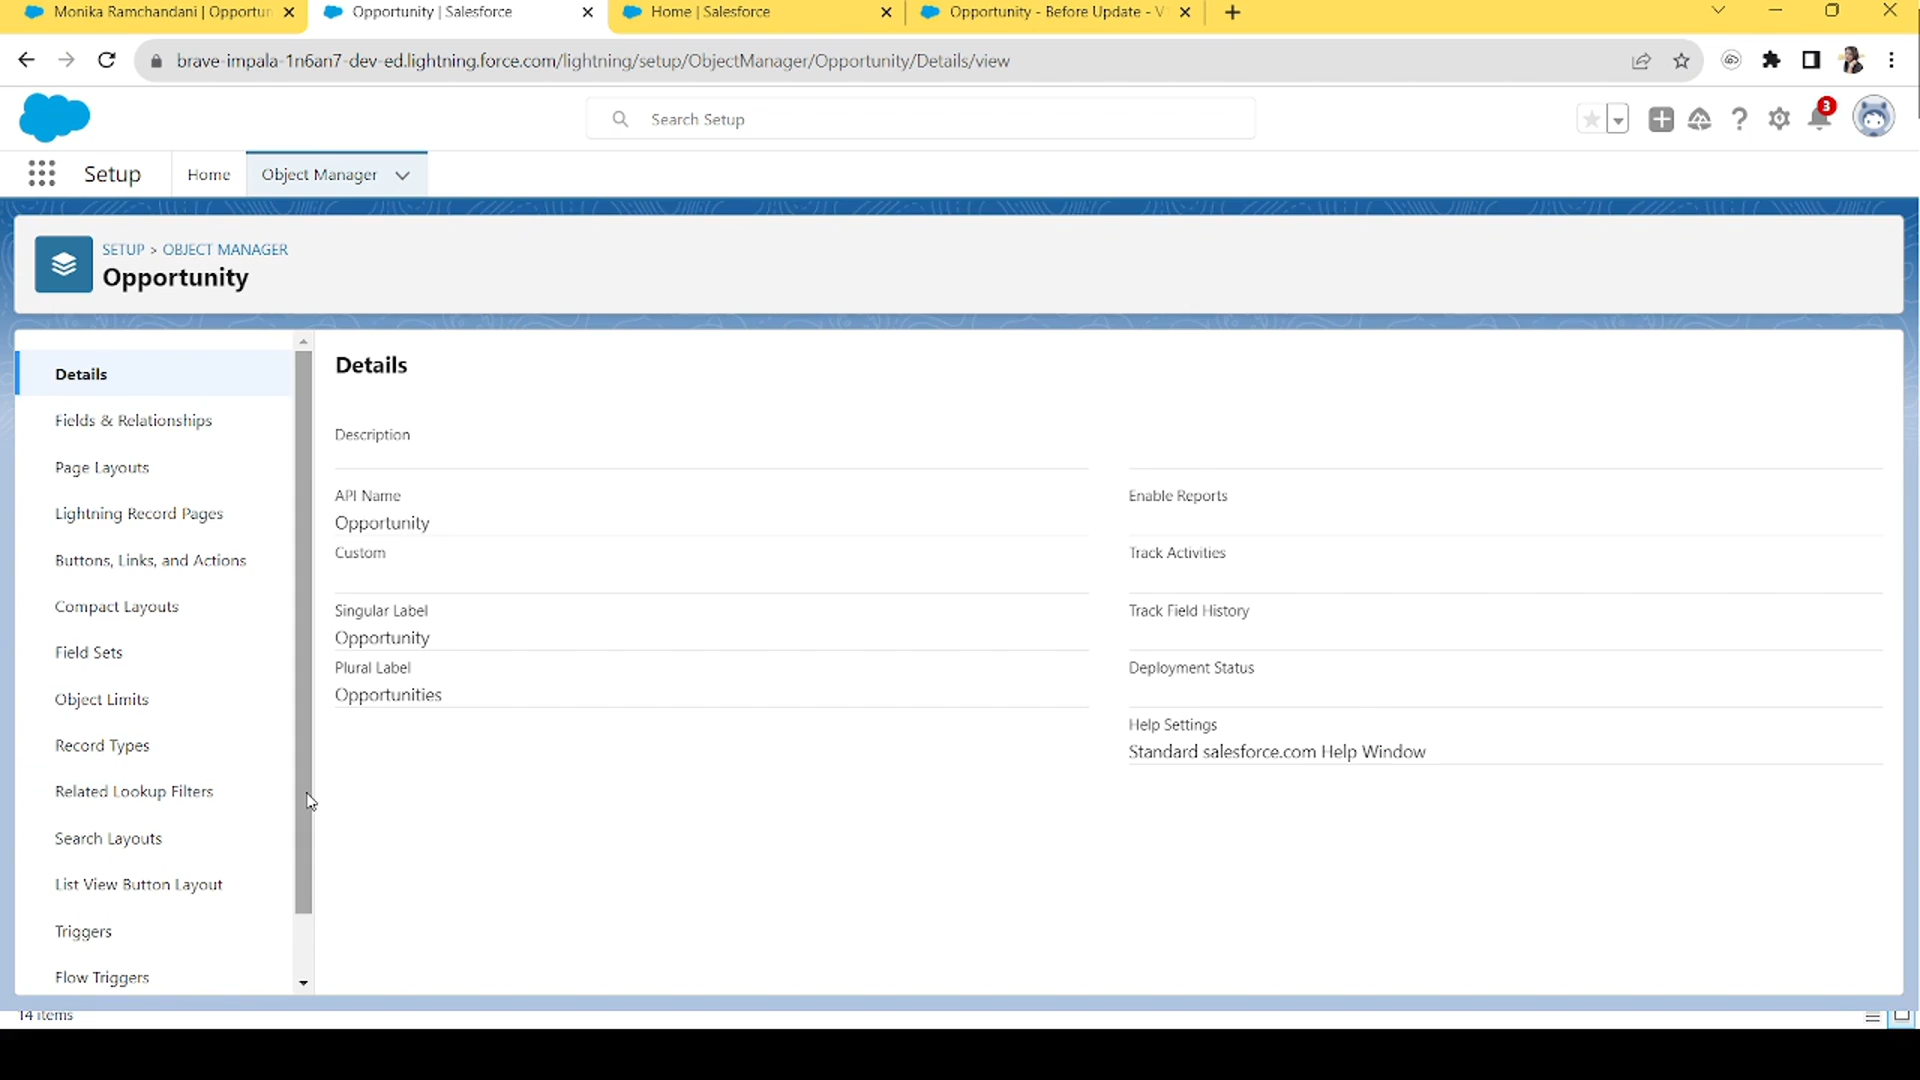 Monika Ramchandani | Opportun
Opportunity | Salesforce
Home | Salesforce
Opportunity - Before Update - V
brave-impala-1n6an7-dev-ed.lightning.force.com/lightning/setup/ObjectManager/Opportunity/Details/view
Search Setup
3
Setup
Home
Object Manager
SETUP > OBJECT MANAGER
Opportunity
Details
Fields & Relationships
Page Layouts
Lightning Record Pages
Buttons, Links, and Actions
Compact Layouts
Field Sets
Object Limits
Record Types
Related Lookup Filters
Search Layouts
List View Button Layout
Triggers
Flow Triggers
Details
Description
API Name
Opportunity
Custom
Singular Label
Opportunity
Plural Label
Opportunities
Enable Reports
Track Activities
Track Field History
Deployment Status
Help Settings
Standard salesforce.com Help Window
14 items